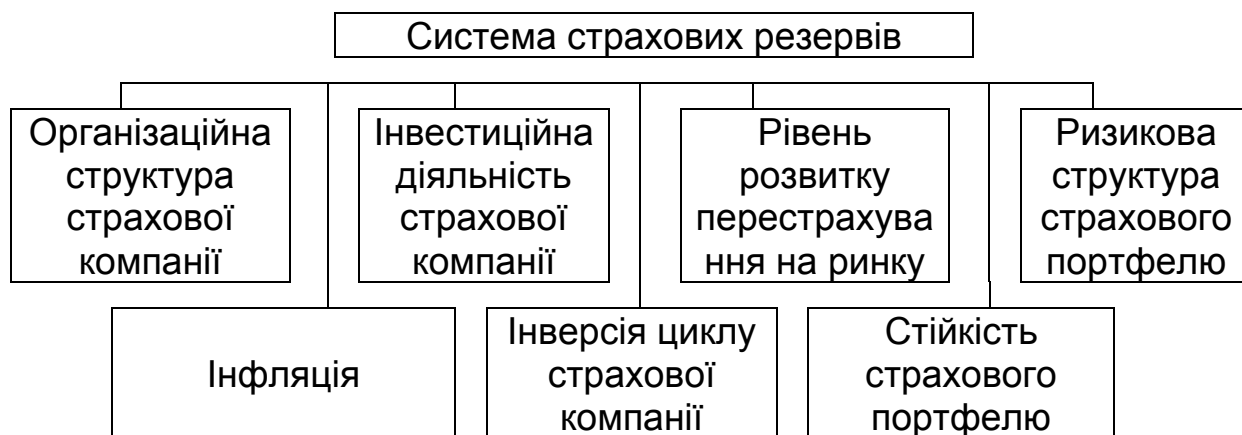 Система страхових резервів
Організаційна
структура
страхової
компанії
Інвестиційна
діяльність
страхової
компанії
Рівень
розвитку
перестрахува
ння на ринку
Ризикова
структура
страхового
портфелю
Інфляція
Інверсія циклу
страхової
компанії
Стійкість
страхового
портфелю